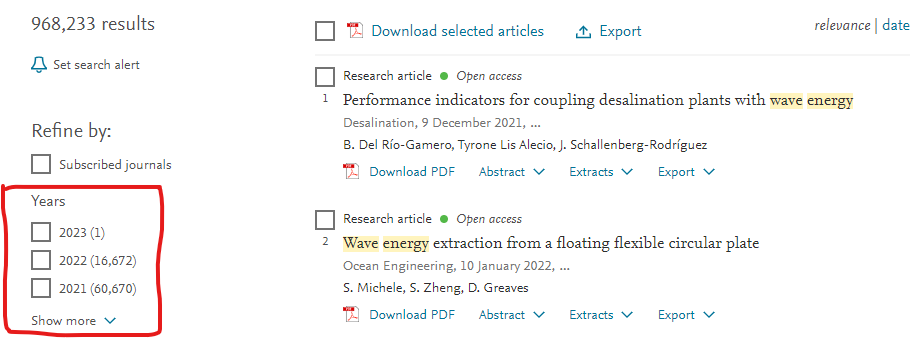 968,233 results
Set search alert
Refine by:
Subscribed journals
Years
2023 (1)
2022 (16,672)
2021 (60,670)
Show more
Download selected articles Export relevance | date
Research article Open access
1 Performance indicators for coupling desalination plants with wave energy
Desalination, 9 December 2021, ...
B. Del Río-Gamero, Tyrone Lis Alecio, J. Schallenberg-Rodríguez
PDF Download PDF Abstract Extracts Export
Research article Open access
2 Wave energy extraction from a floating flexible circular plate
Ocean Engineering, 10 January 2022, ...
S. Michele, S. Zheng, D. Greaves
PDF Download PDF Abstract Extracts Export